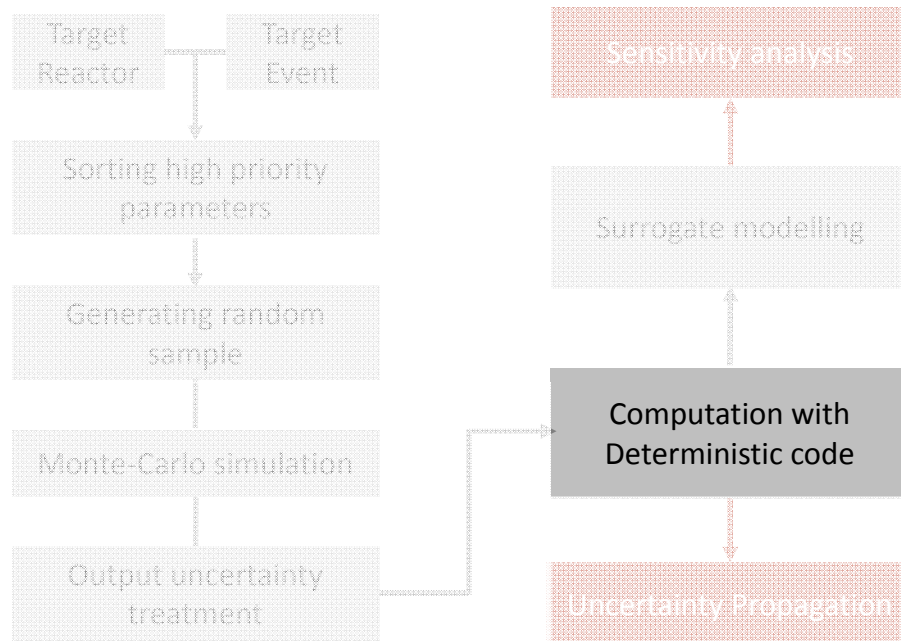 Target
Reactor
Target
Event
Sorting high priority
parameters
Generating random
sample
Monte-Carlo simulation
Output uncertainty
treatment
Sensitivity analysis
Surrogate modelling
Computation with
Deterministic code
Uncertainty Propagation